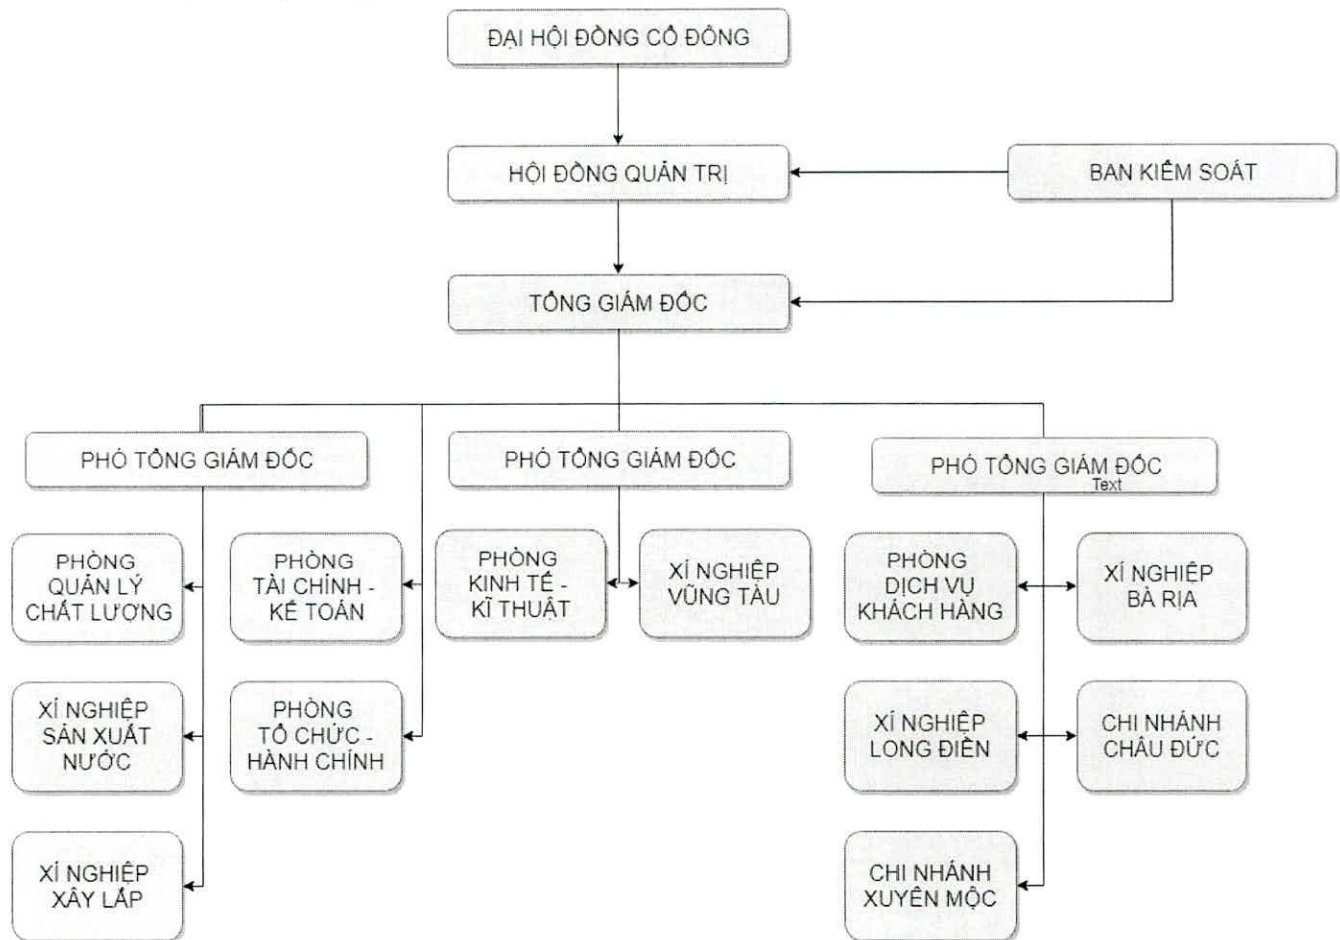 ĐẠI HỘI ĐỒNG CỔ ĐÔNG
HỘI ĐỒNG QUẢN TRỊ
BAN KIỂM SOÁT
TỔNG GIÁM ĐỐC
PHÓ TỔNG GIÁM ĐỐC
PHÓ TỔNG GIÁM ĐỐC
PHÓ TỔNG GIÁM ĐỐC
Text
PHÒNG
QUẢN LÝ
CHẤT LƯỢNG
PHÒNG
TÀI CHÍNH -
KẾ TOÁN
PHÒNG
KINH TẾ -
KĨ THUẬT
XÍ NGHIỆP
VŨNG TÀU
PHÒNG
DỊCH VỤ
KHÁCH HÀNG
XÍ NGHIỆP
BÀ RỊA
XÍ NGHIỆP
SẢN XUẤT
NƯỚC
PHÒNG
TỔ CHỨC -
HÀNH CHÍNH
XÍ NGHIỆP
LONG ĐIỀN
CHI NHÁNH
CHÂU ĐỨC
XÍ NGHIỆP
XÂY LẮP
CHI NHÁNH
XUYÊN MỘC